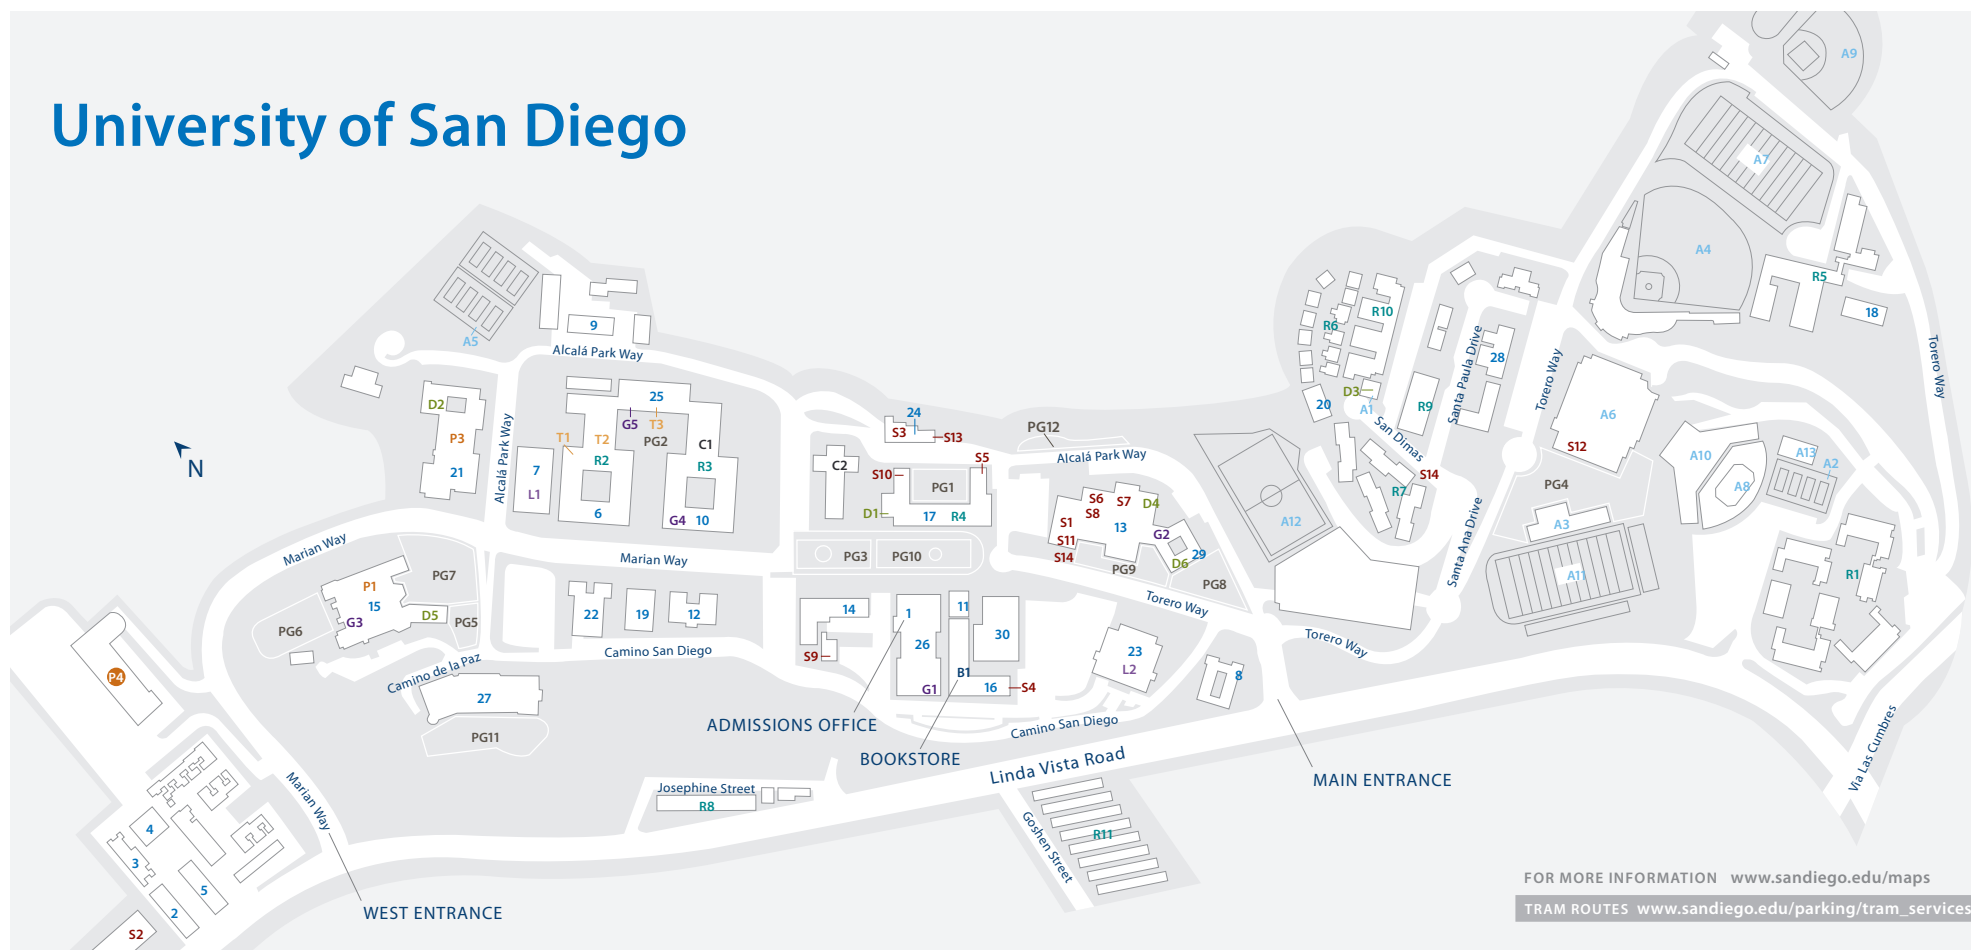 University of San Diego
A9
A7
A4
R5
18
Torero Way
A5
9
Alcalá Park Way
R6
R10
Santa Paula Drive
28
Torero Way
D3
A1
20
R9
San Dimas
A6
S12
D2
P3
21
Alcalá Park Way
25
G5
T3
T1
T2
PG2
C1
R2
R3
7
L1
6
G4
10
N
24
S3
S13
C2
S10
S5
PG1
D1
17
R4
PG12
Alcalá Park Way
S6
S7
D4
S8
S1
13
S11
S14
G2
29
D6
PG9
PG8
A12
R7
S14
Santa Ana Drive
PG4
A3
A10
A13
A2
A8
A11
R1
Marian Way
Marian Way
PG3
PG10
PG7
P1
15
G3
D5
PG5
PG6
22
19
12
14
S9
1
11
26
30
G1
B1
16
S4
Torero Way
Torero Way
23
L2
8
Camino San Diego
Camino de la Paz
27
PG11
P4
ADMISSIONS OFFICE
BOOKSTORE
Camino San Diego
Linda Vista Road
MAIN ENTRANCE
Via Las Cumbres
Josephine Street
R8
Marian Way
Goshen Street
R11
4
3
5
2
S2
WEST ENTRANCE
FOR MORE INFORMATION www.sandiego.edu/maps
TRAM ROUTES www.sandiego.edu/parking/tram_services